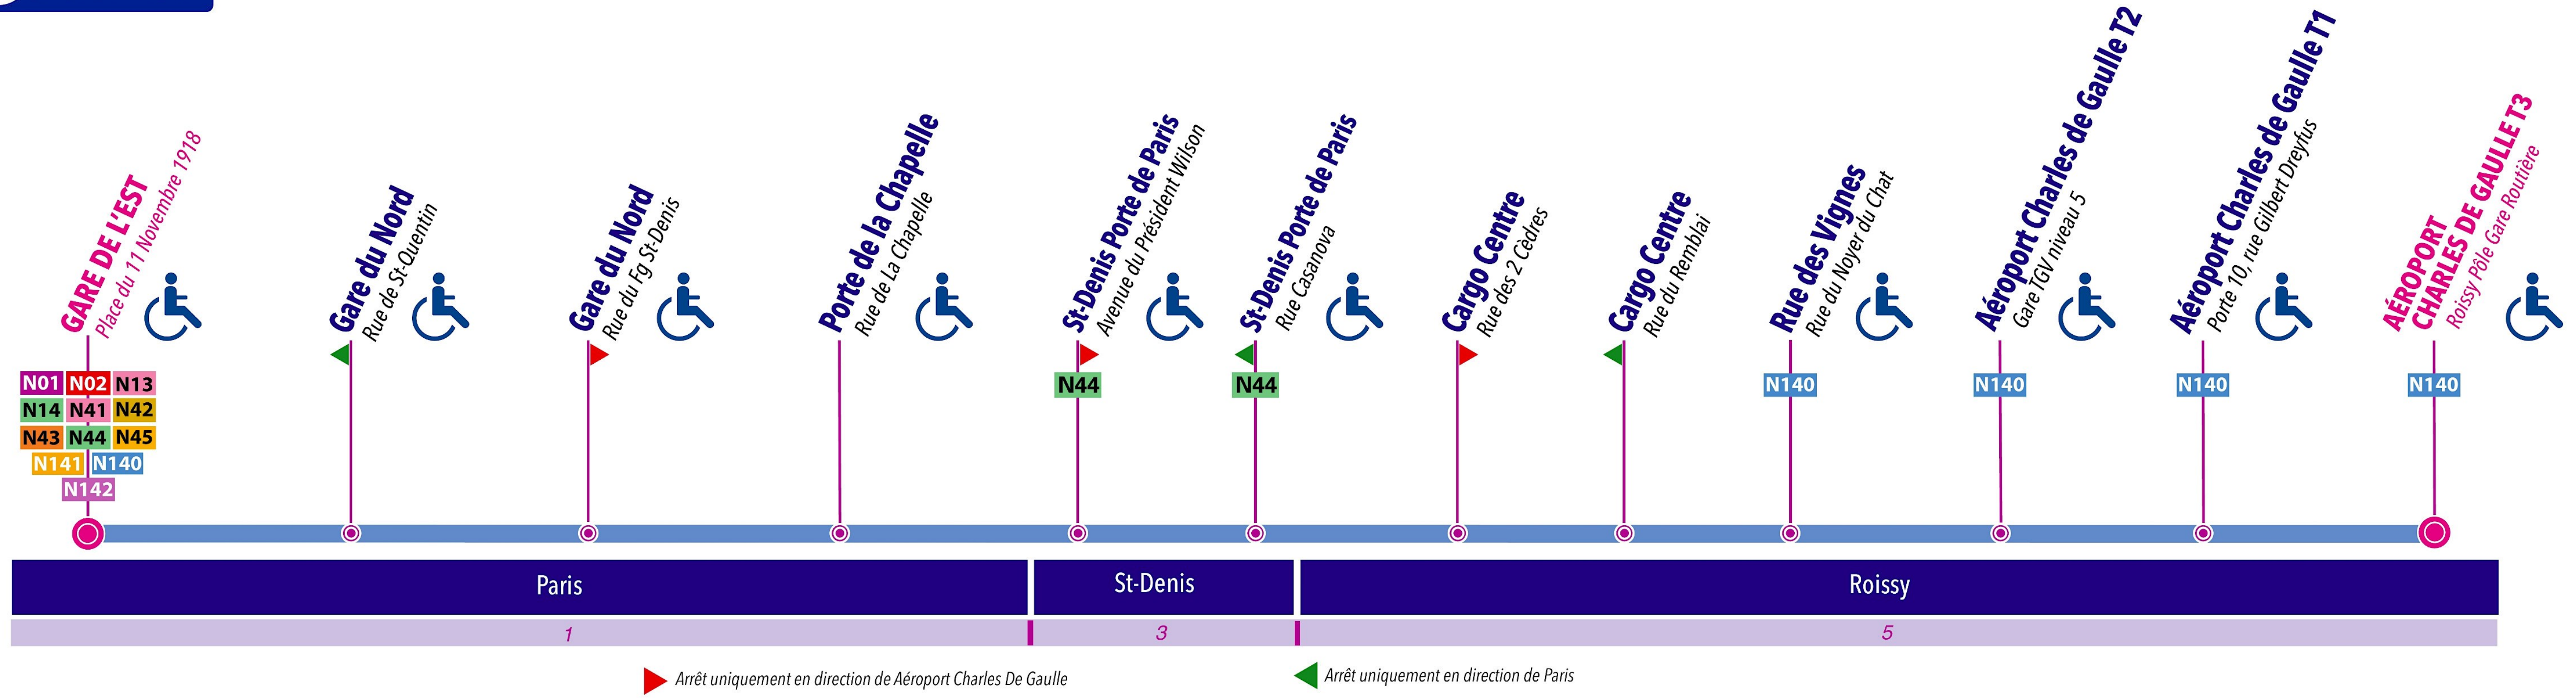 GARE DE L'EST
Place du 11 Novembre 1918
Gare du Nord
Rue de St-Quentin
Gare du Nord
Rue du Fg St-Denis
Porte de la Chapelle
Rue de La Chapelle
St-Denis Porte de Paris
Avenue du Président Wilson
St-Denis Porte de Paris
Rue Casanova
Cargo Centre
Rue des 2 Cèdres
Cargo Centre
Rue du Remblai
Rue des Vignes
Rue du Noyer du Chat
Aéroport Charles de Gaulle T2
Gare TGV niveau 5
Aéroport Charles de Gaulle T1
Porte 10, rue Gilbert Dreyfus
AÉROPORT
CHARLES DE GAULLE T3
Roissy Pôle Gare Routière
N01 N02 N13
N14 N41 N42
N43 N44 N45
N141 N140
N142
N44
N44
N140
N140
N140
N140
Paris
St-Denis
Roissy
1
3
5
Arrêt uniquement en direction de Aéroport Charles De Gaulle
Arrêt uniquement en direction de Paris